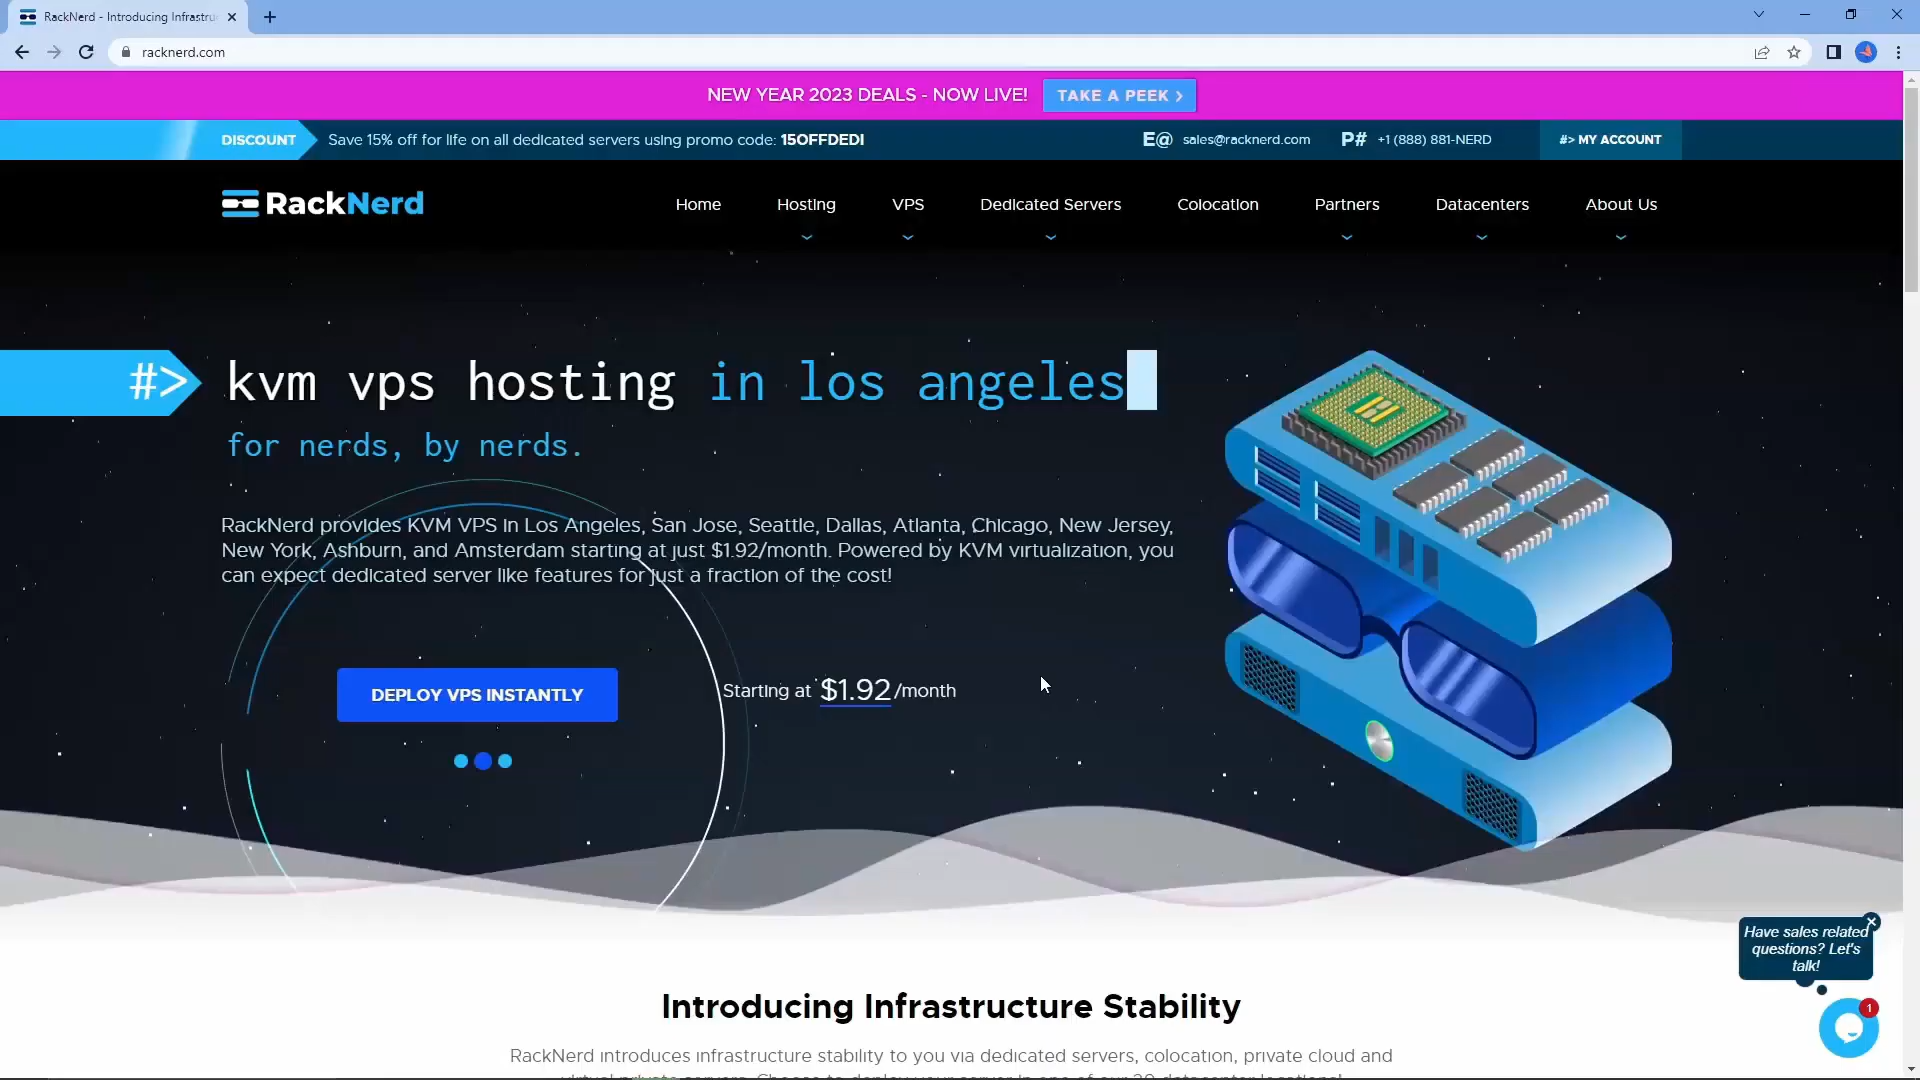 RackNerd - Introducing Infrastru
racknerd.com
NEW YEAR 2023 DEALS - NOW LIVE! TAKE A PEEK >
DISCOUNT Save 15% off for life on all dedicated servers using promo code: 15OFFDEDI E@ sales@racknerd.com P# +1 (888) 881-NERD #> MY ACCOUNT
RackNerd Home Hosting VPS Dedicated Servers Colocation Partners Datacenters About Us
#> kvm vps hosting in los angeles
for nerds, by nerds.
RackNerd provides KVM VPS in Los Angeles, San Jose, Seattle, Dallas, Atlanta, Chicago, New Jersey,
New York, Ashburn, and Amsterdam starting at just $1.92/month. Powered by KVM virtualization, you
can expect dedicated server like features for just a fraction of the cost!
DEPLOY VPS INSTANTLY Starting at $1.92 /month
Have sales related
questions? Let's
talk!
1
Introducing Infrastructure Stability
RackNerd introduces infrastructure stability to you via dedicated servers, colocation, private cloud and